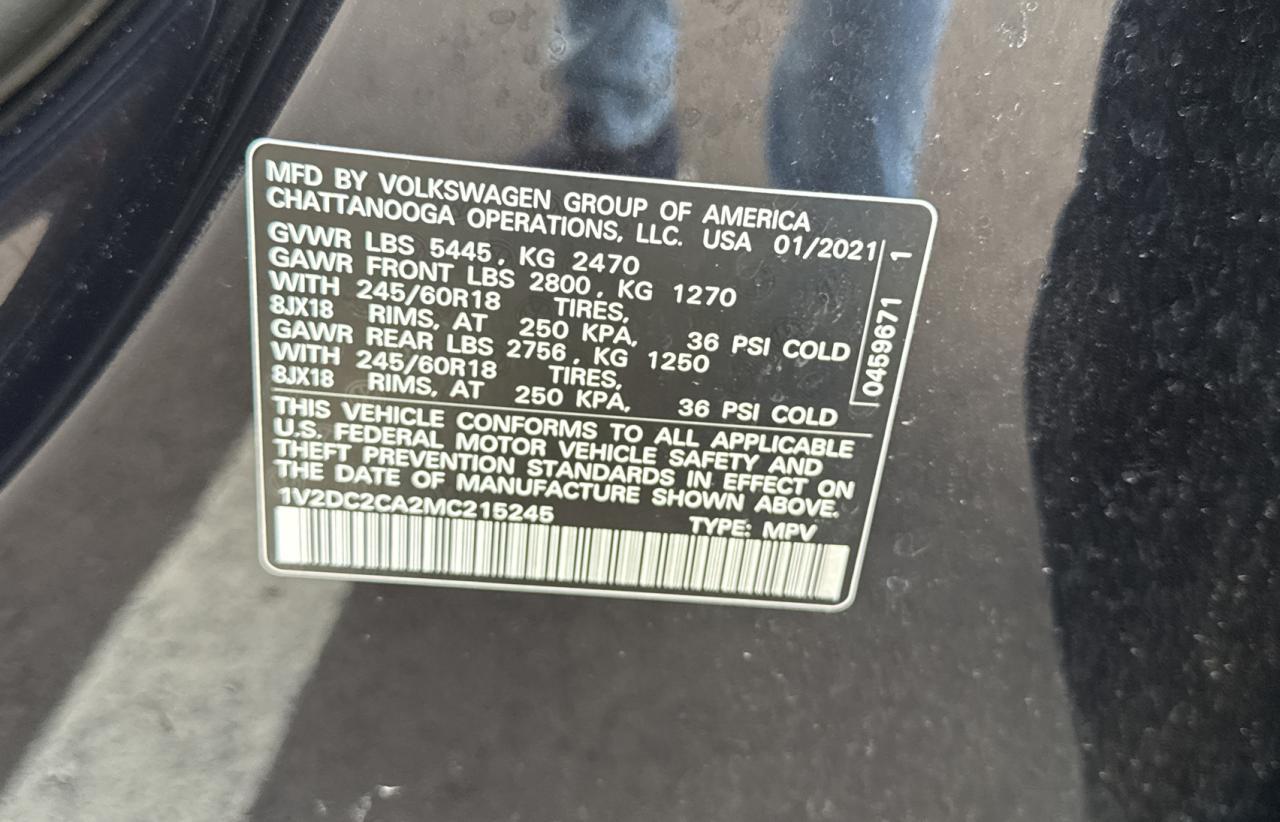 MFD BY VOLKSWAGEN GROUP OF AMERICA
CHATTANOOGA OPERATIONS, LLC. USA 01/2021
GVWR LBS 5445, KG 2470
GAWR FRONT LBS 2800, KG 1270
WITH 245/60R18 TIRES,
8JX18 RIMS, AT 250 KPA, 36 PSI COLD
GAWR REAR LBS 2756, KG 1250
WITH 245/60R18 TIRES,
8JX18 RIMS, AT 250 KPA, 36 PSI COLD
THIS VEHICLE CONFORMS TO ALL APPLICABLE
U.S. FEDERAL MOTOR VEHICLE SAFETY AND
THEFT PREVENTION STANDARDS IN EFFECT ON
THE DATE OF MANUFACTURE SHOWN ABOVE.
1V2DC2CA2MC215245 TYPE: MPV
0459671 1